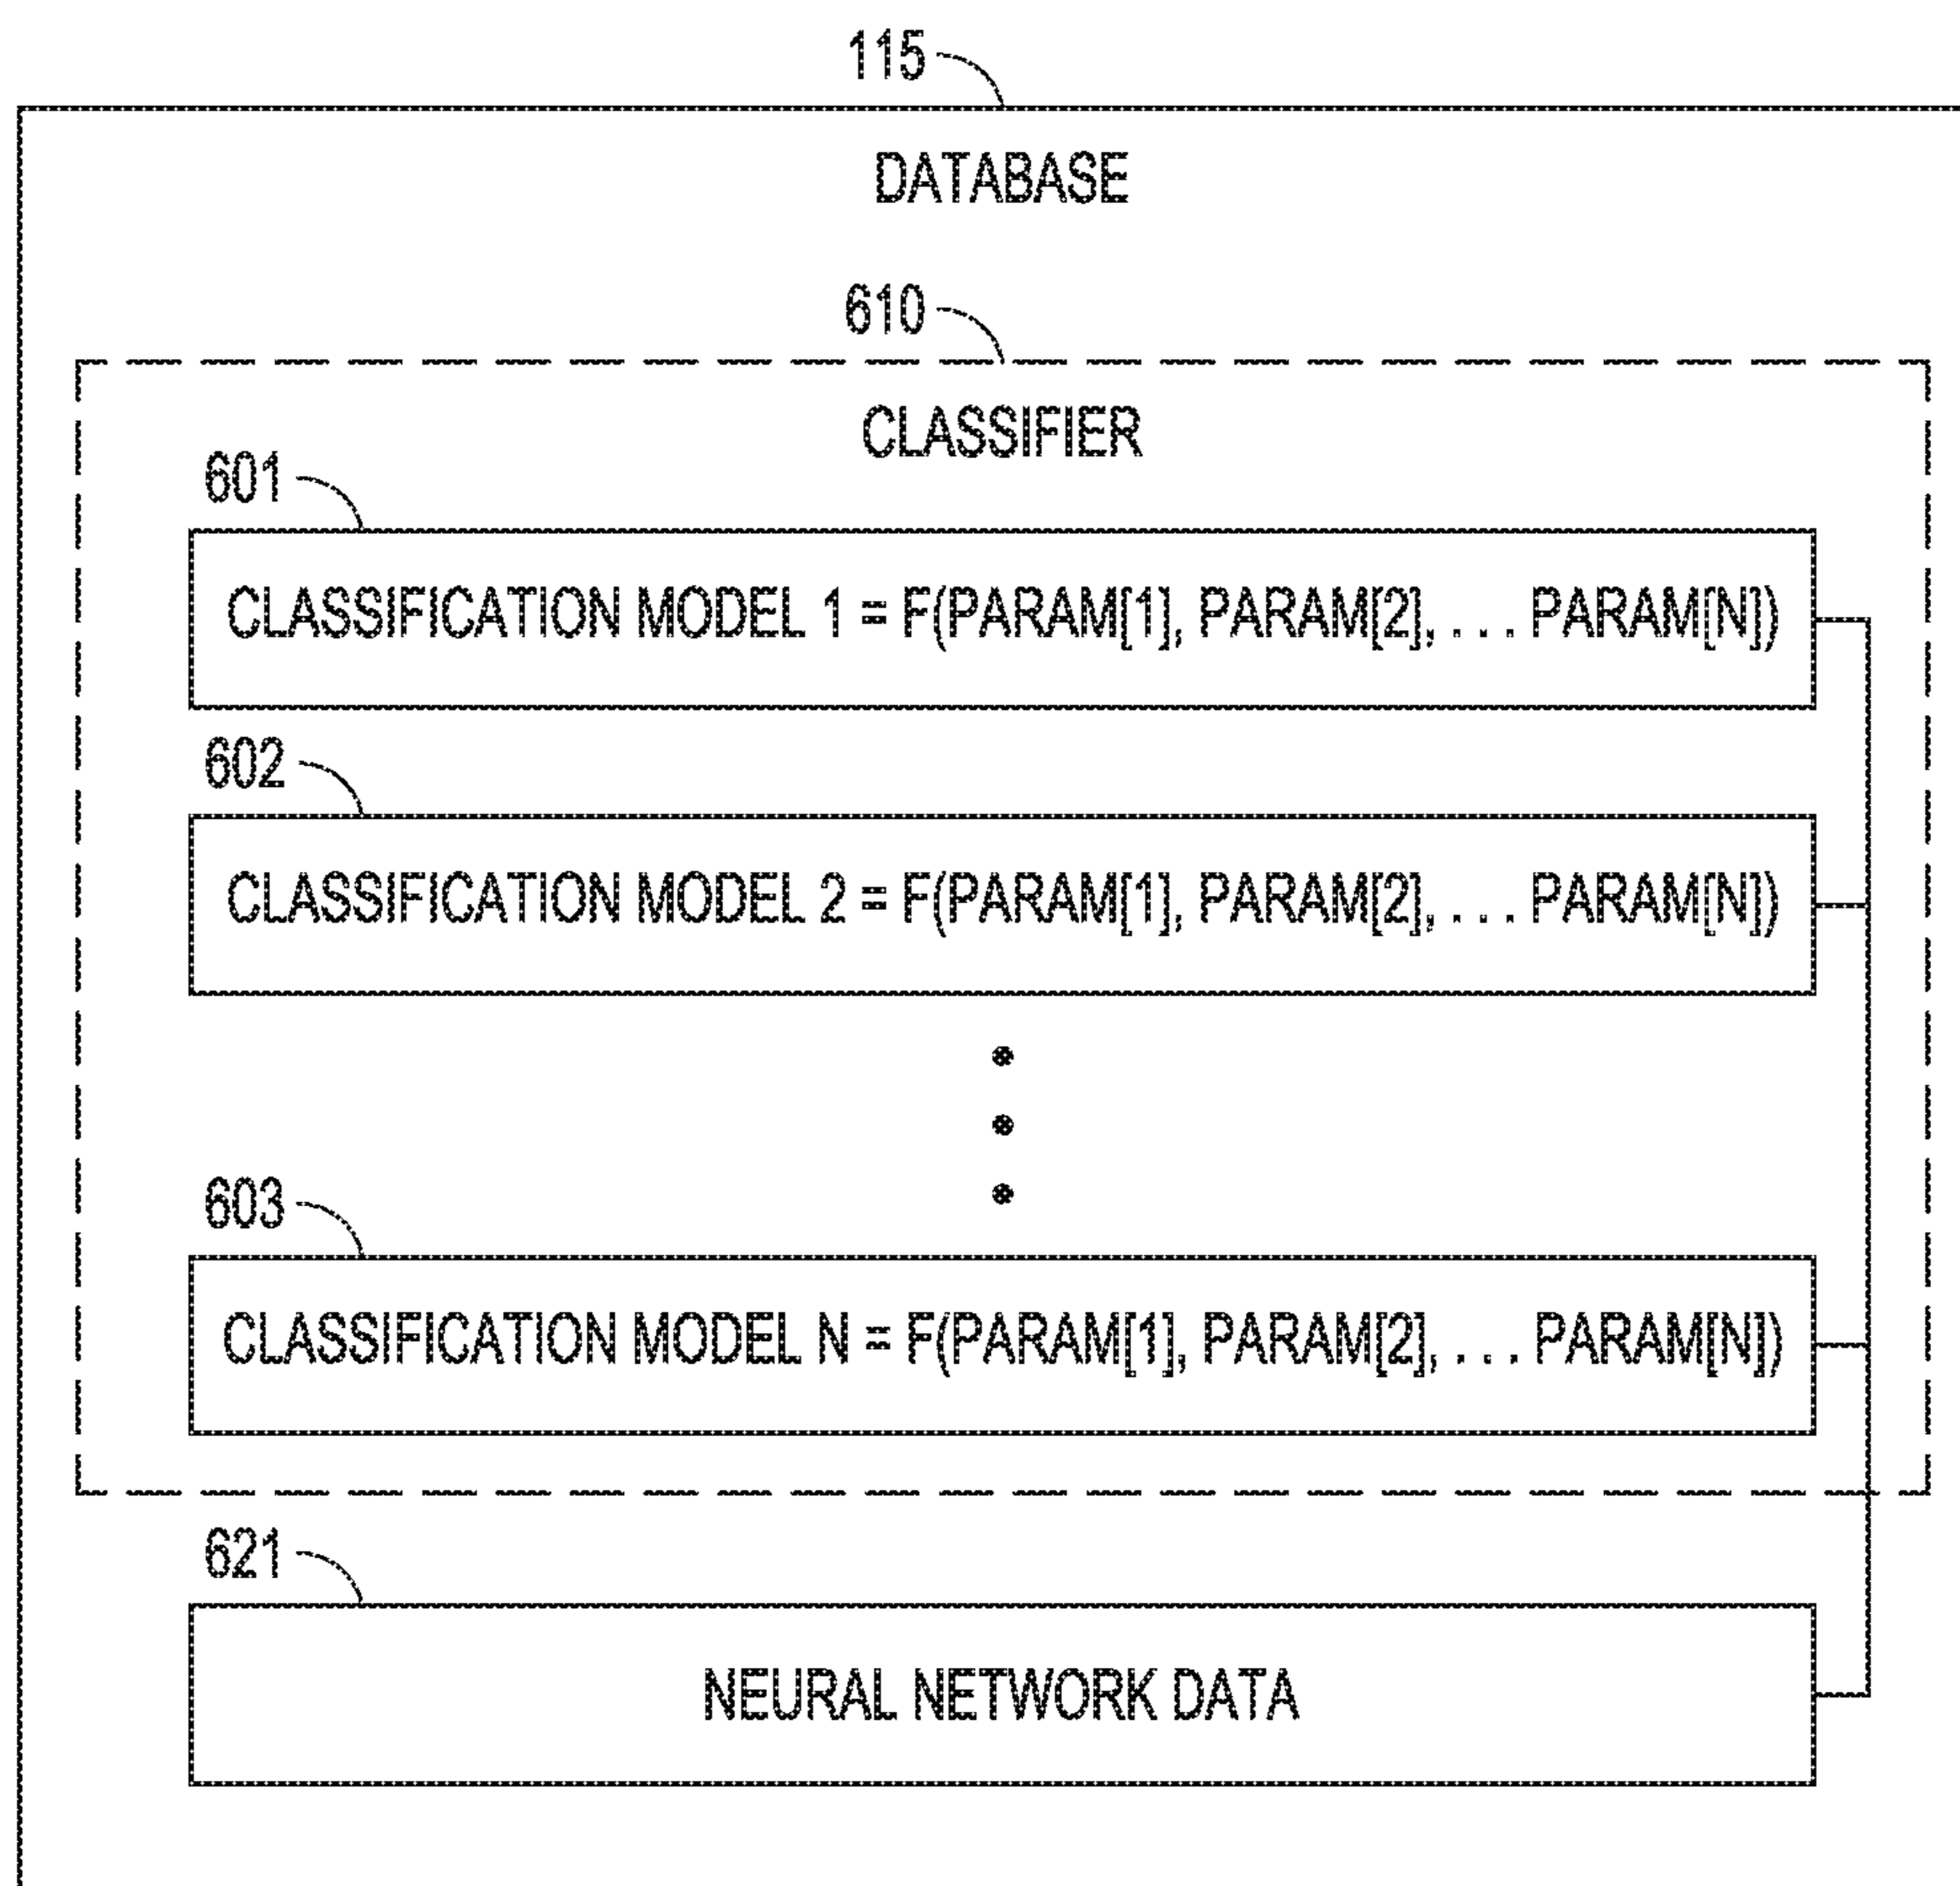 115
DATABASE
610
CLASSIFIER
601
CLASSIFICATION MODEL 1 = F(PARAM[1], PARAM[2], . . . PARAM[N])
602
CLASSIFICATION MODEL 2 = F(PARAM[1], PARAM[2], . . . PARAM[N])
603
CLASSIFICATION MODEL N = F(PARAM[1], PARAM[2], . . . PARAM[N])
621
NEURAL NETWORK DATA